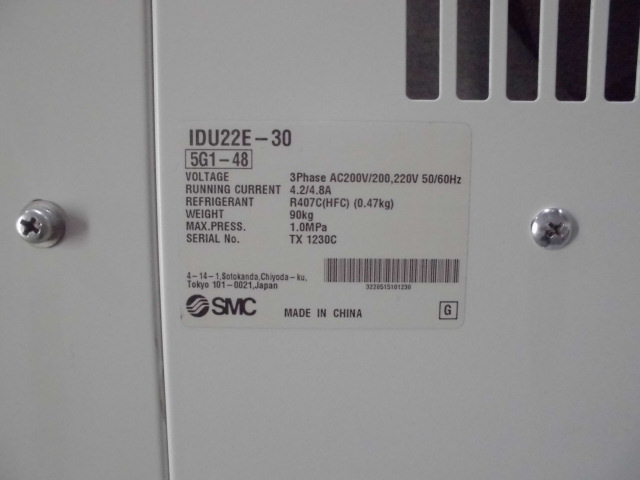 IDU22E-30
5G1-48
VOLTAGE 3Phase AC200V/200,220V 50/60Hz
RUNNING CURRENT 4.2/4.8A
REFRIGERANT R407C(HFC) (0.47kg)
WEIGHT 90kg
MAX.PRESS. 1.0MPa
SERIAL No. TX 1230C
4-14-1,Sotokanda,Chiyoda-ku,
Tokyo 101-0021,Japan
3220515101230
SMC MADE IN CHINA G